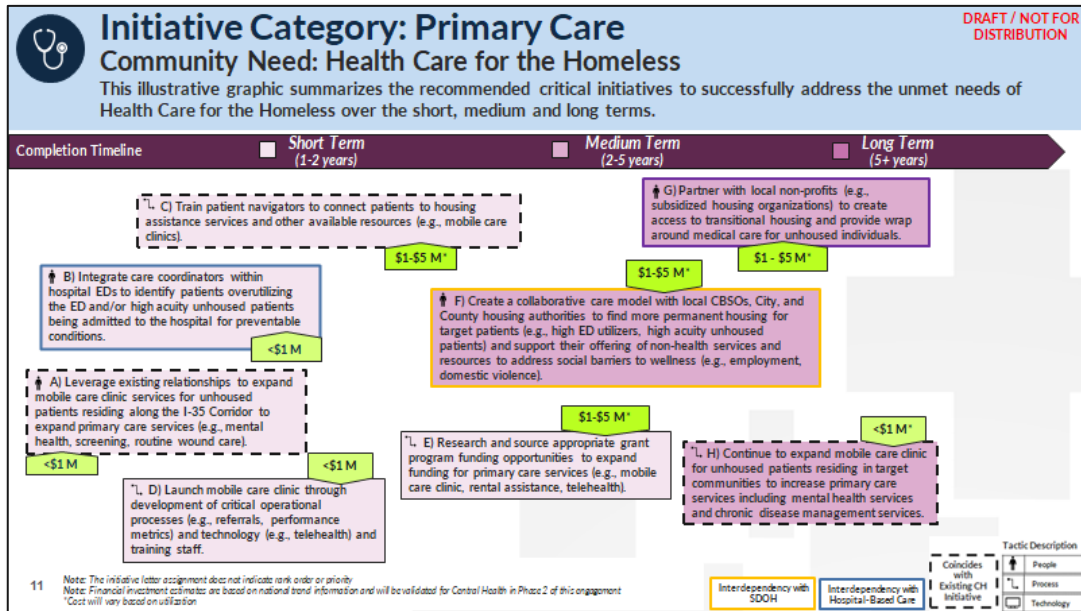 Initiative Category: Primary Care
DRAFT / NOT FOR
DISTRIBUTION
Community Need: Health Care for the Homeless
This illustrative graphic summarizes the recommended critical initiatives to successfully address the unmet needs of
Health Care for the Homeless over the short, medium and long terms.
Completion Timeline
Short Term
(1-2 years)
Medium Term
(2-5 years)
Long Term
(5+ years)
C) Train patient navigators to connect patients to housing
assistance services and other available resources (e.g., mobile care
clinics).
$1-$5 M*
G) Partner with local non-profits (e.g.,
subsidized housing organizations) to create
access to transitional housing and provide wrap
around medical care for unhoused individuals.
$1 - $5 M*
B) Integrate care coordinators within
hospital EDs to identify patients overutilizing
the ED and/or high acuity unhoused patients
being admitted to the hospital for preventable
conditions.
<$1 M
$1-$5 M*
F) Create a collaborative care model with local CBSOs, City, and
County housing authorities to find more permanent housing for
target patients (e.g., high ED utilizers, high acuity unhoused
patients) and support their offering of non-health services and
resources to address social barriers to wellness (e.g., employment,
domestic violence).
A) Leverage existing relationships to expand
mobile care clinic services for unhoused
patients residing along the I-35 Corridor to
expand primary care services (e.g., mental
health, screening, routine wound care).
<$1 M
<$1 M
D) Launch mobile care clinic through
development of critical operational
processes (e.g., referrals, performance
metrics) and technology (e.g., telehealth) and
training staff.
$1-$5 M*
E) Research and source appropriate grant
program funding opportunities to expand
funding for primary care services (e.g., mobile
care clinic, rental assistance, telehealth).
<$1 M*
H) Continue to expand mobile care clinic
for unhoused patients residing in target
communities to increase primary care
services including mental health services
and chronic disease management services.
11
Note: The initiative letter assignment does not indicate rank order or priority
Note: Financial investment estimates are based on national trend information and will be validated for Central Health in Phase 2 of this engagement
*Cost will vary based on utilization
Interdependency with
SDOH
Interdependency with
Hospital-Based Care
Coincides
with
Existing CH
Initiative
Tactic Description
People
Process
Technology